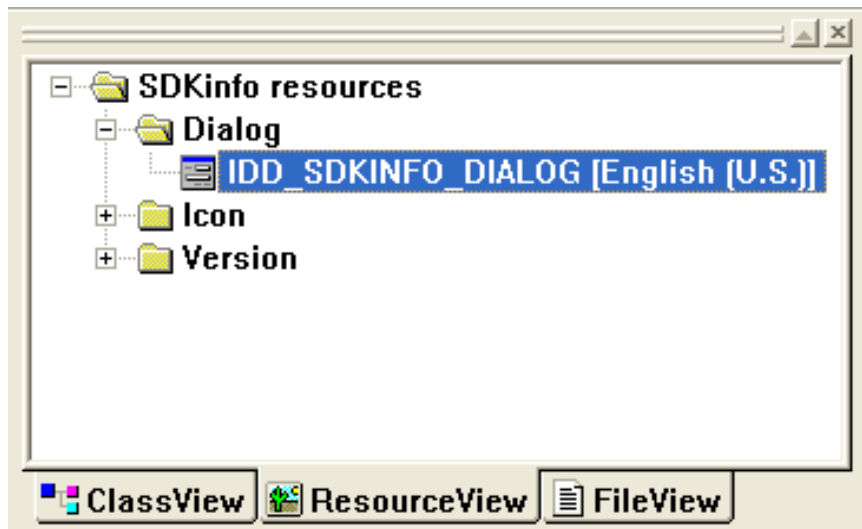 SDKinfo resources
Dialog
IDD_SDKINFO_DIALOG [English (U.S.)]
Icon
Version
ClassView ResourceView FileView